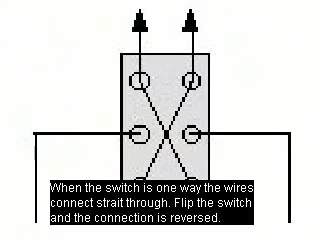 When the switch is one way the wires
connect strait through. Flip the switch
and the connection is reversed.